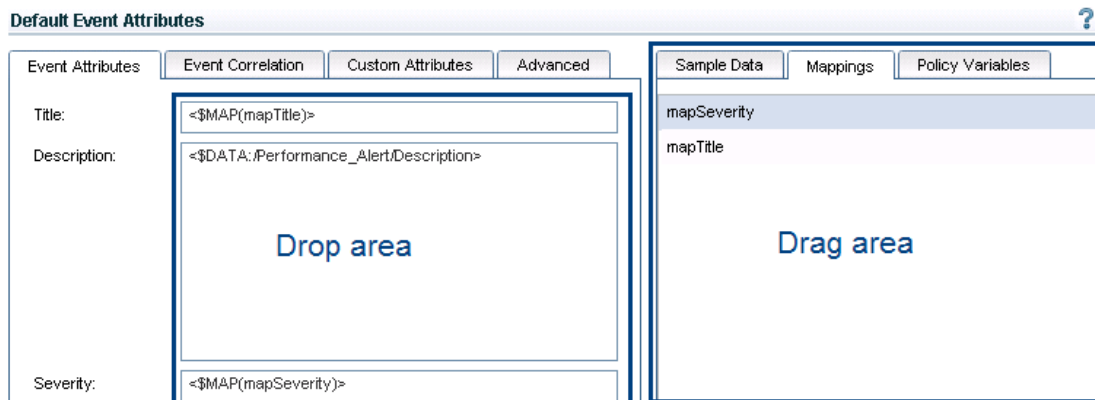 Default Event Attributes ?
Event Attributes Event Correlation Custom Attributes Advanced
Title: <$MAP(mapTitle)>
Description: <$DATA:/Performance_Alert/Description>
Drop area
Severity: <$MAP(mapSeverity)>
Sample Data Mappings Policy Variables
mapSeverity
mapTitle
Drag area